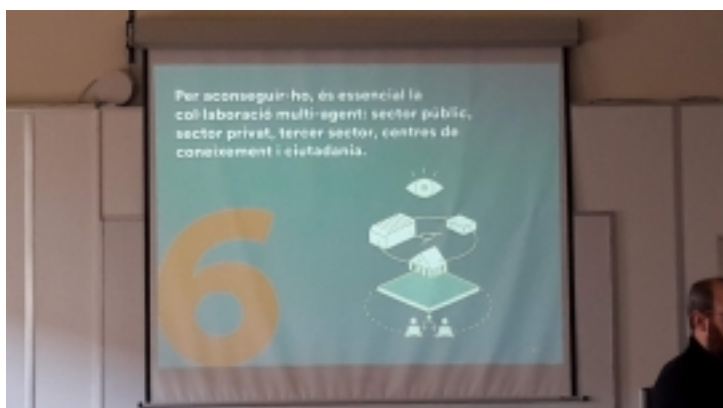 Per aconseguir-ho, és essencial la
col·laboració multi-agent: sector públic,
sector privat, tercer sector, centres de
coneixement i ciutadania.
6